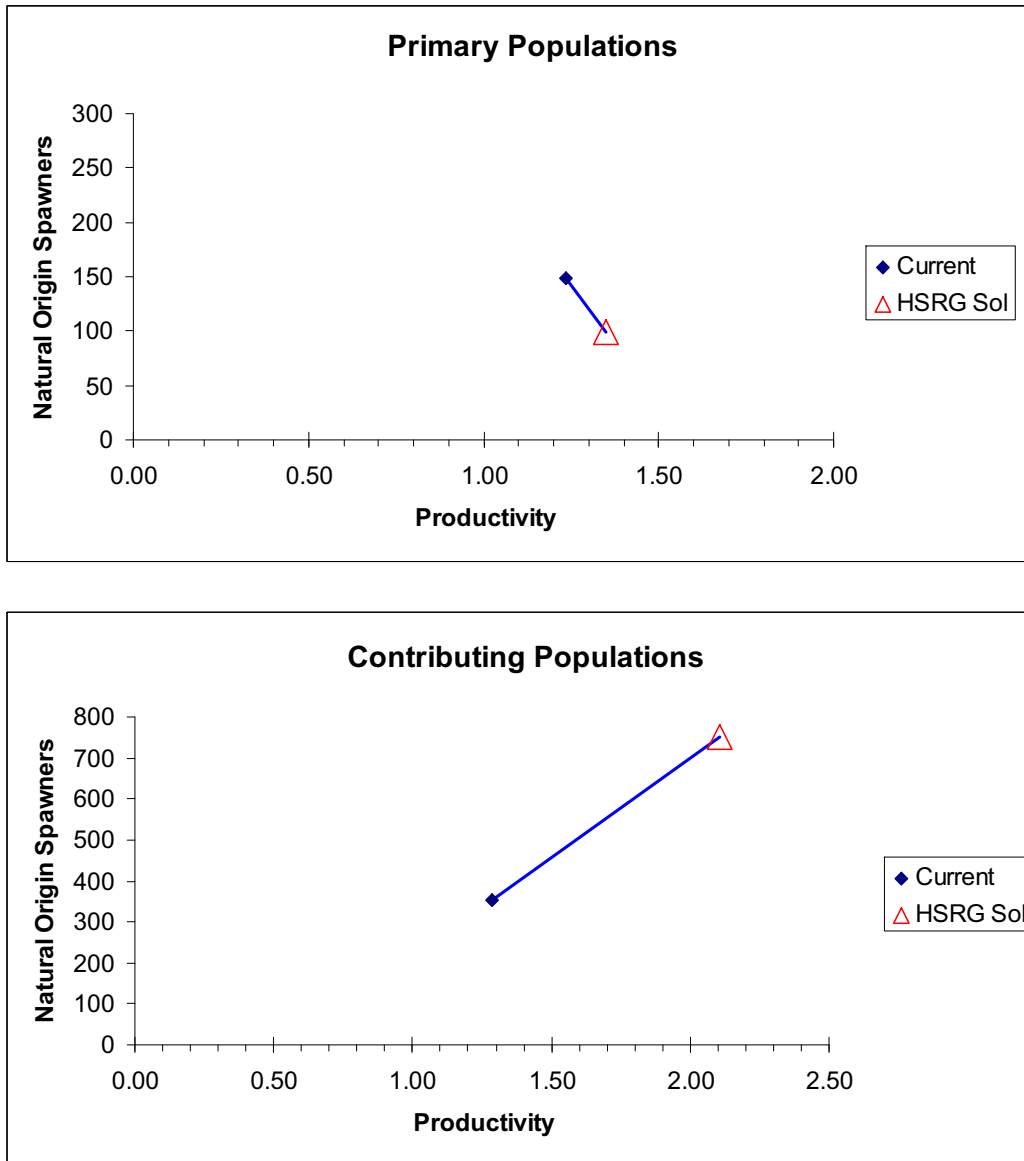 Primary Populations
300
250
200
150
100
50
0
Natural Origin Spawners
0.00 0.50 1.00 1.50 2.00
Productivity
Current
HSRG Sol
Contributing Populations
800
700
600
500
400
300
200
100
0
Natural Origin Spawners
0.00 0.50 1.00 1.50 2.00 2.50
Productivity
Current
HSRG Sol